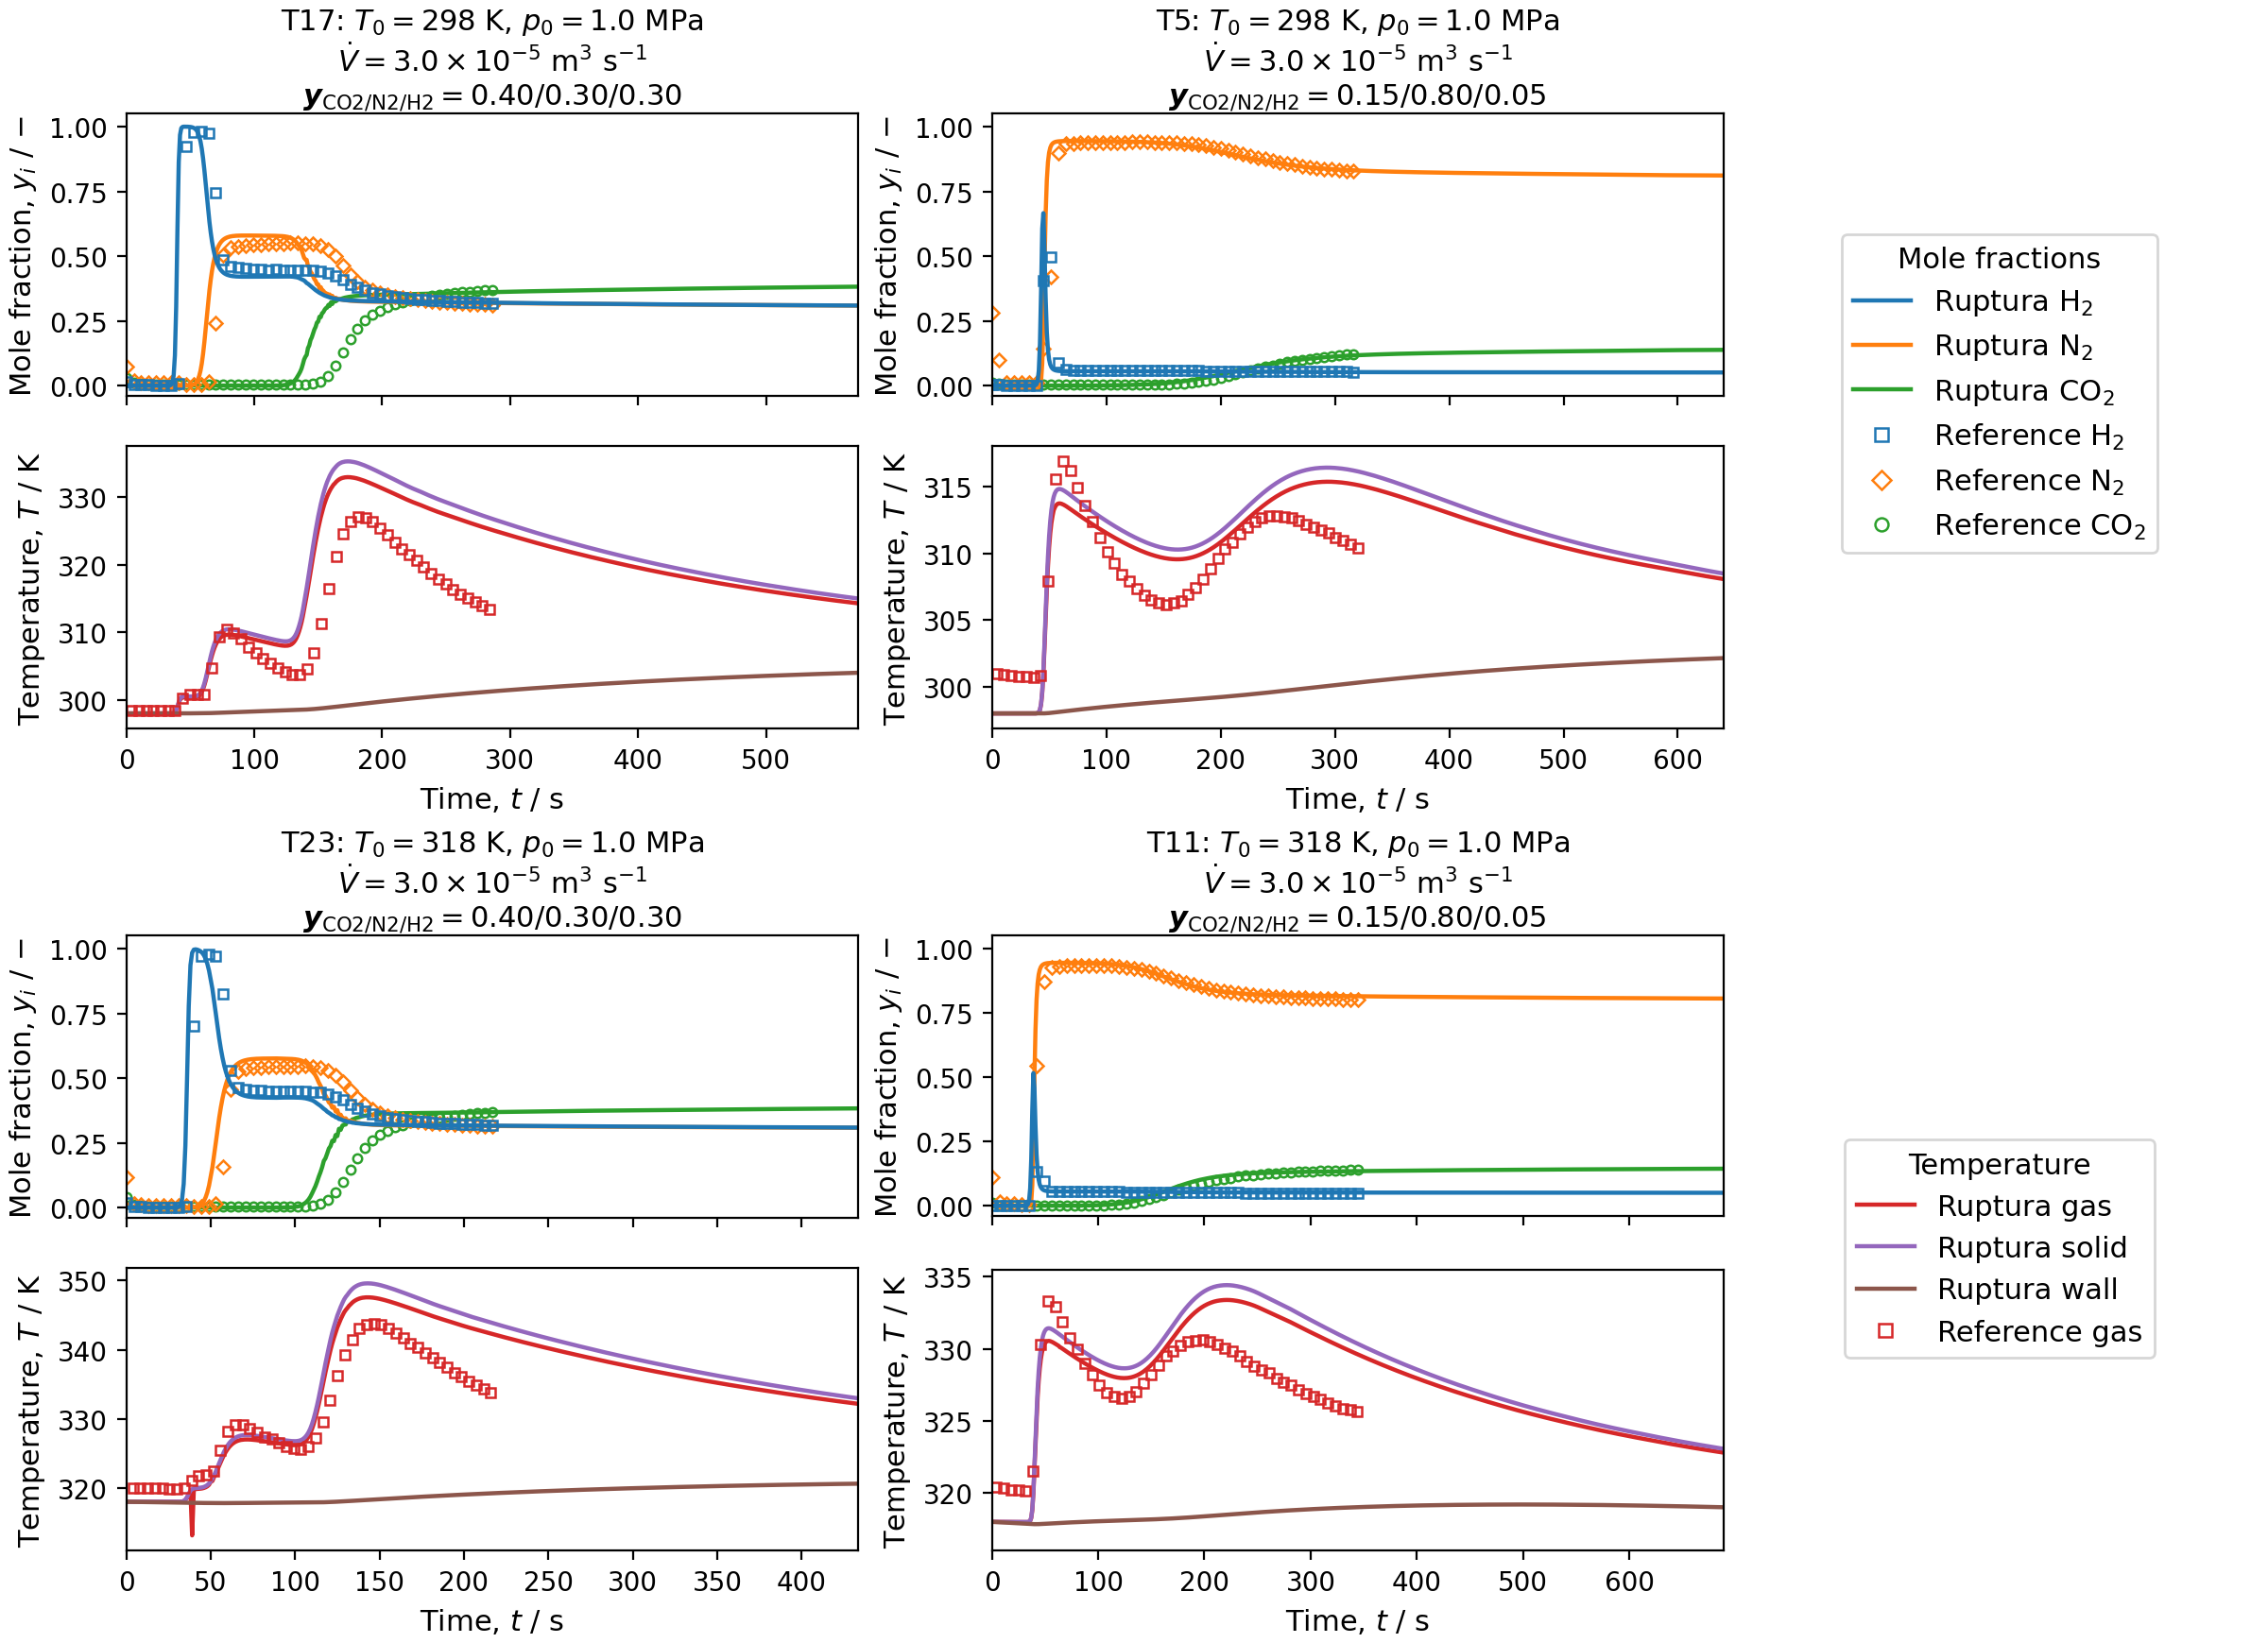 T17: T₀ = 298 K, p₀ = 1.0 MPa
V̇ = 3.0 × 10⁻⁵ m³ s⁻¹
y_CO2/N2/H2 = 0.40/0.30/0.30
Mole fraction, yᵢ / −
1.00
0.75
0.50
0.25
0.00
Temperature, T / K
330
320
310
300
0 100 200 300 400 500
Time, t / s
T5: T₀ = 298 K, p₀ = 1.0 MPa
V̇ = 3.0 × 10⁻⁵ m³ s⁻¹
y_CO2/N2/H2 = 0.15/0.80/0.05
Mole fraction, yᵢ / −
1.00
0.75
0.50
0.25
0.00
Temperature, T / K
315
310
305
300
0 100 200 300 400 500 600
Time, t / s
Mole fractions
Ruptura H₂
Ruptura N₂
Ruptura CO₂
Reference H₂
Reference N₂
Reference CO₂
T23: T₀ = 318 K, p₀ = 1.0 MPa
V̇ = 3.0 × 10⁻⁵ m³ s⁻¹
y_CO2/N2/H2 = 0.40/0.30/0.30
Mole fraction, yᵢ / −
1.00
0.75
0.50
0.25
0.00
Temperature, T / K
350
340
330
320
0 50 100 150 200 250 300 350 400
Time, t / s
T11: T₀ = 318 K, p₀ = 1.0 MPa
V̇ = 3.0 × 10⁻⁵ m³ s⁻¹
y_CO2/N2/H2 = 0.15/0.80/0.05
Mole fraction, yᵢ / −
1.00
0.75
0.50
0.25
0.00
Temperature, T / K
335
330
325
320
0 100 200 300 400 500 600
Time, t / s
Temperature
Ruptura gas
Ruptura solid
Ruptura wall
Reference gas